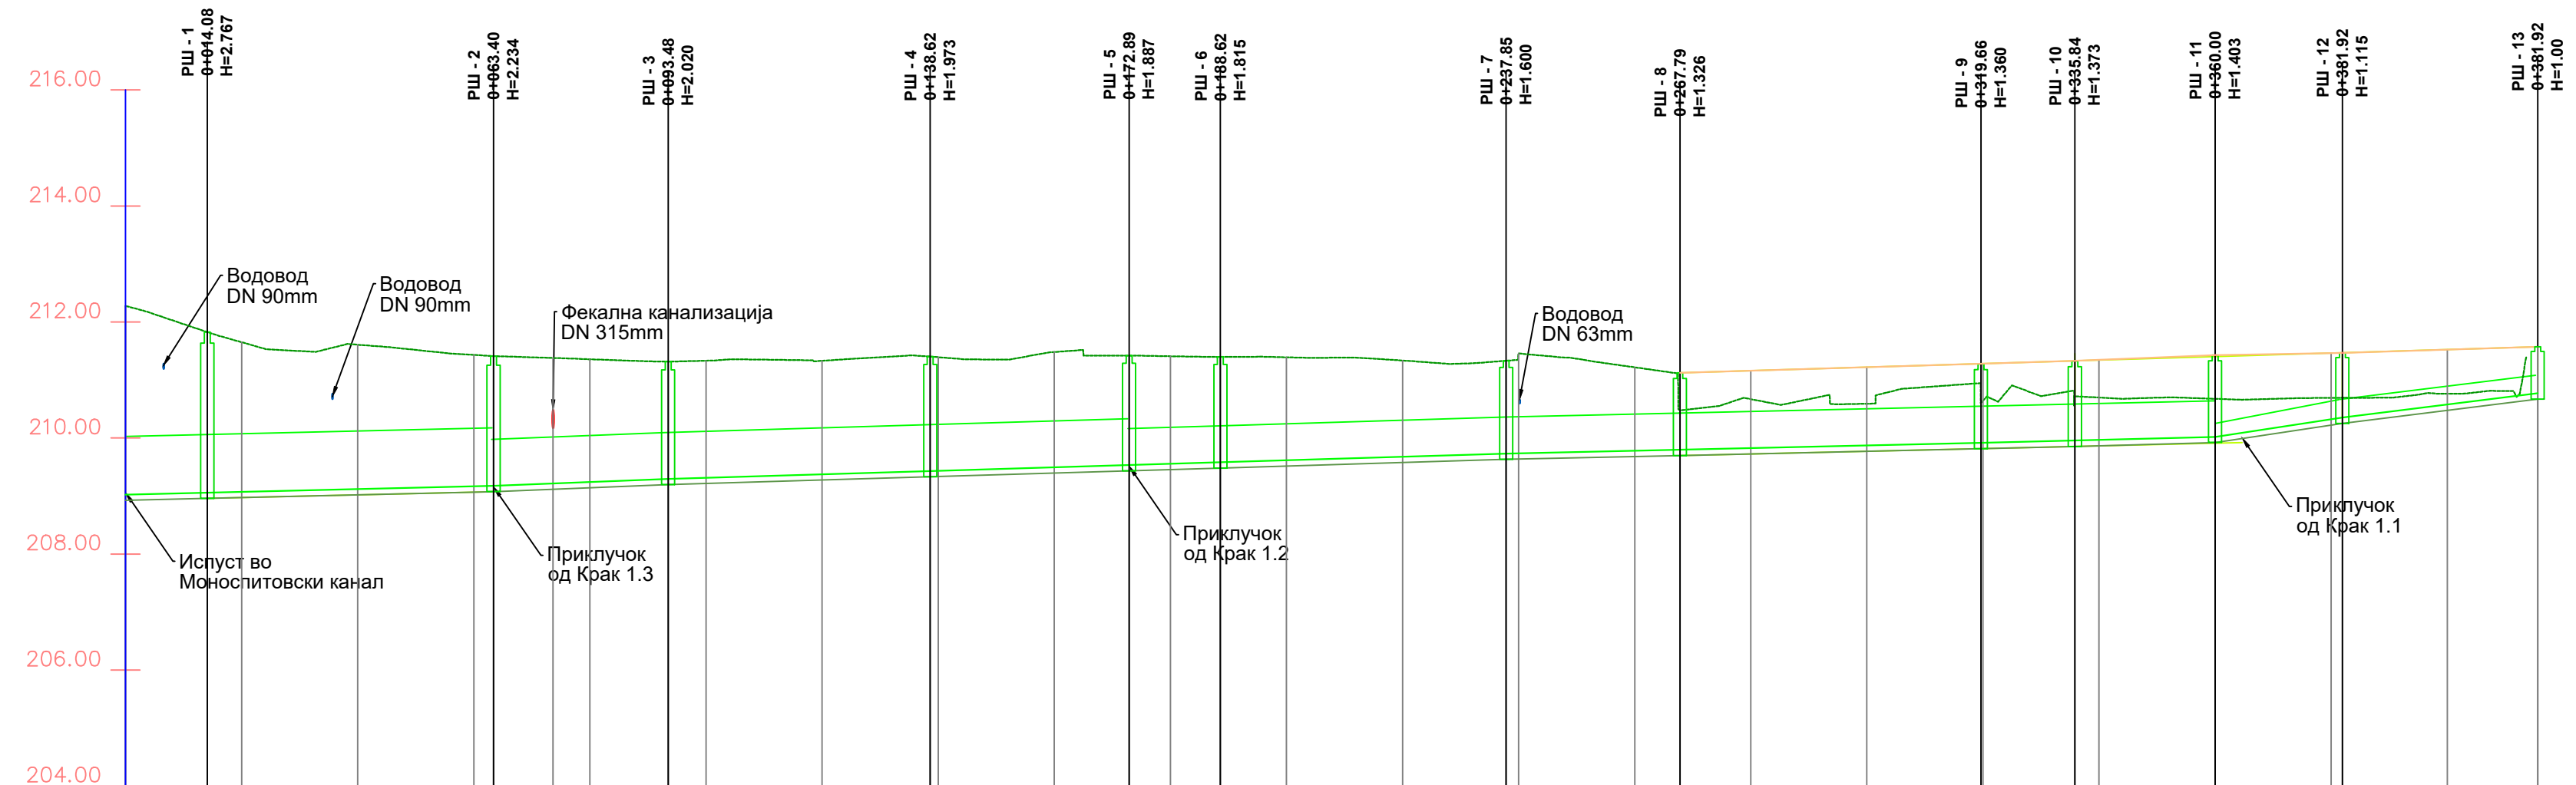 РШ - 1
0+014.08
H=2.767
РШ - 2
0+063.40
H=2.234
РШ - 3
0+093.48
H=2.020
РШ - 4
0+138.62
H=1.973
РШ - 5
0+172.89
H=1.887
РШ - 6
0+188.62
H=1.815
РШ - 7
0+237.85
H=1.600
РШ - 8
0+267.79
H=1.326
РШ - 9
0+319.66
H=1.360
РШ - 10
0+335.84
H=1.373
РШ - 11
0+360.00
H=1.403
РШ - 12
0+381.92
H=1.115
РШ - 13
0+381.92
H=1.00
216.00
214.00
212.00
210.00
208.00
206.00
204.00
Водовод
DN 90mm
Водовод
DN 90mm
Фекална канализација
DN 315mm
Водовод
DN 63mm
Испуст во
Моноспитовски канал
Приклучок
од Крак 1.3
Приклучок
од Крак 1.2
Приклучок
од Крак 1.1